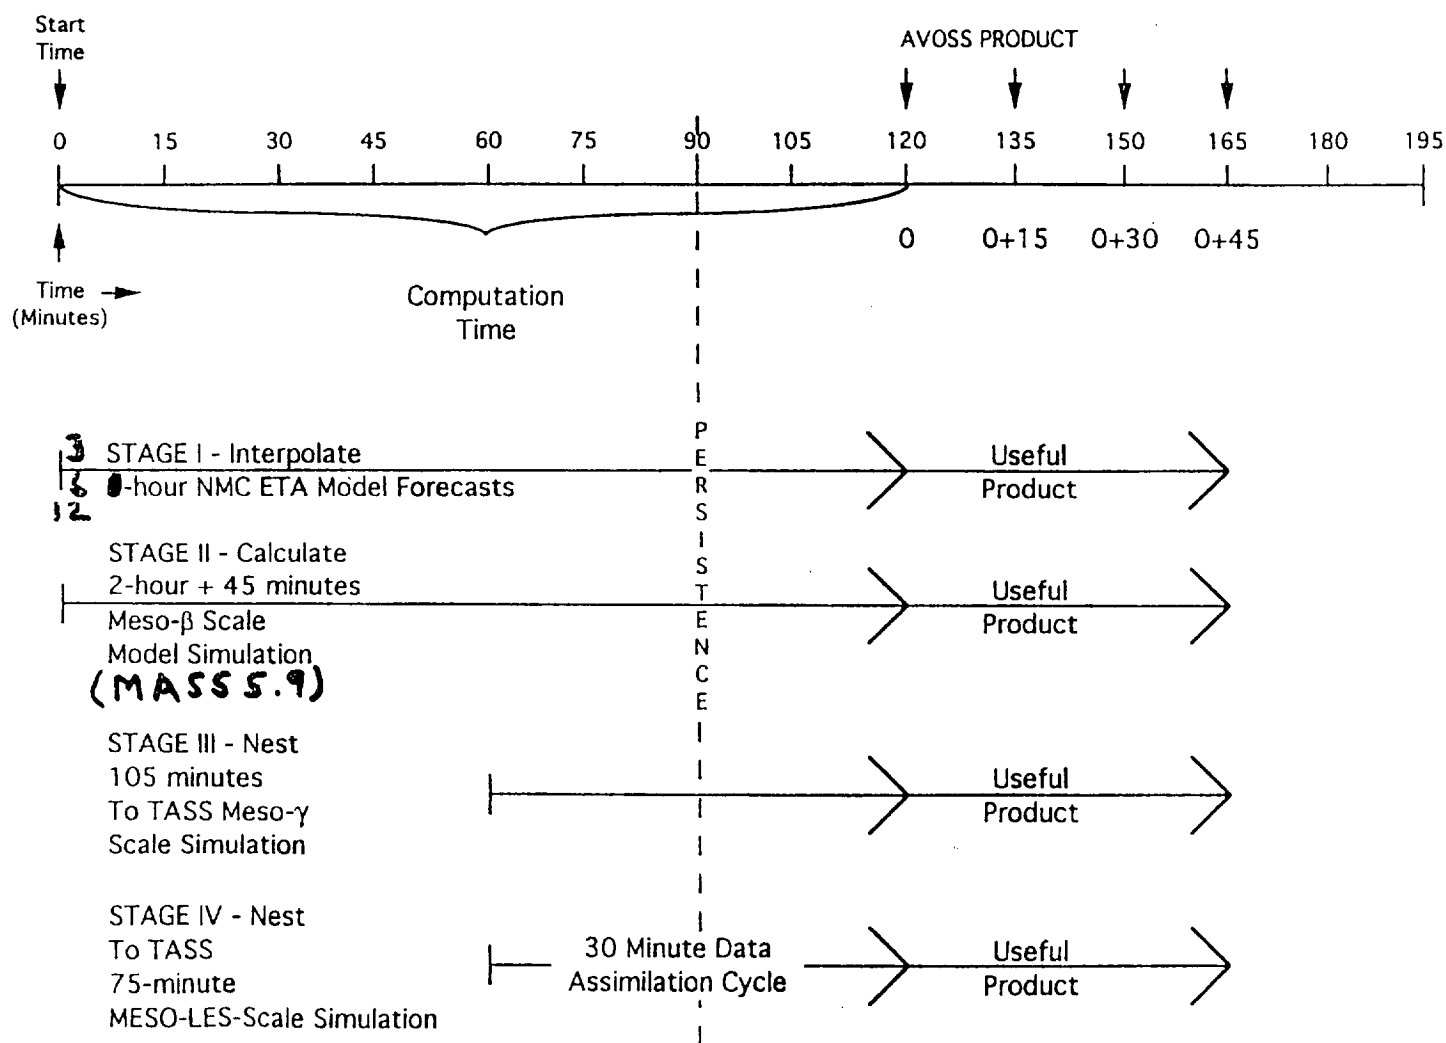 Start
Time
AVOSS PRODUCT
0 15 30 45 60 75 90 105 120 135 150 165 180 195
0 0+15 0+30 0+45
Time
(Minutes)
Computation
Time
PERSISTENCE
3 STAGE I - Interpolate
6 -hour NMC ETA Model Forecasts
12
Useful
Product
STAGE II - Calculate
2-hour + 45 minutes
Meso-β Scale
Model Simulation
(MASS 5.9)
Useful
Product
STAGE III - Nest
105 minutes
To TASS Meso-γ
Scale Simulation
Useful
Product
STAGE IV - Nest
To TASS
75-minute
MESO-LES-Scale Simulation
30 Minute Data
Assimilation Cycle
Useful
Product